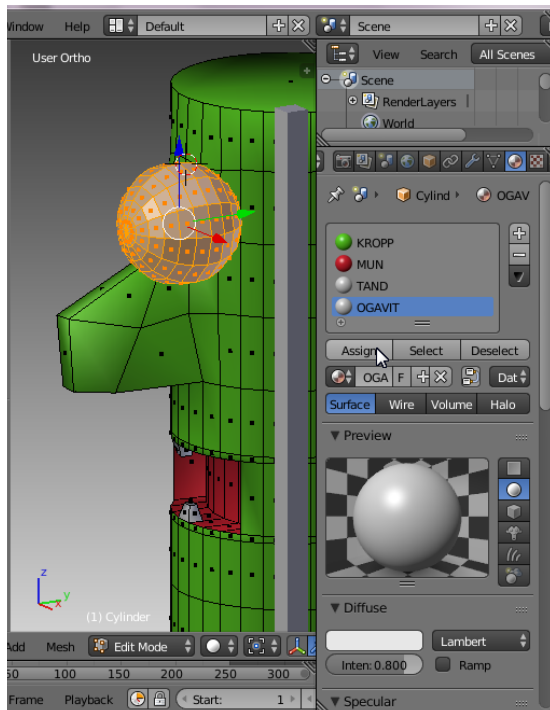 Window Help Default Scene
User Ortho
View Search All Scenes
Scene
RenderLayers
World
Cylind OGAV
KROPP
MUN
TAND
OGAVIT
Assign Select Deselect
OGA F Dat
Surface Wire Volume Halo
Preview
Diffuse
Lambert
Inten: 0.800 Ramp
Specular
z
y
x
(1) Cylinder
Add Mesh Edit Mode
50 100 150 200 250 300
Frame Playback Start: 1